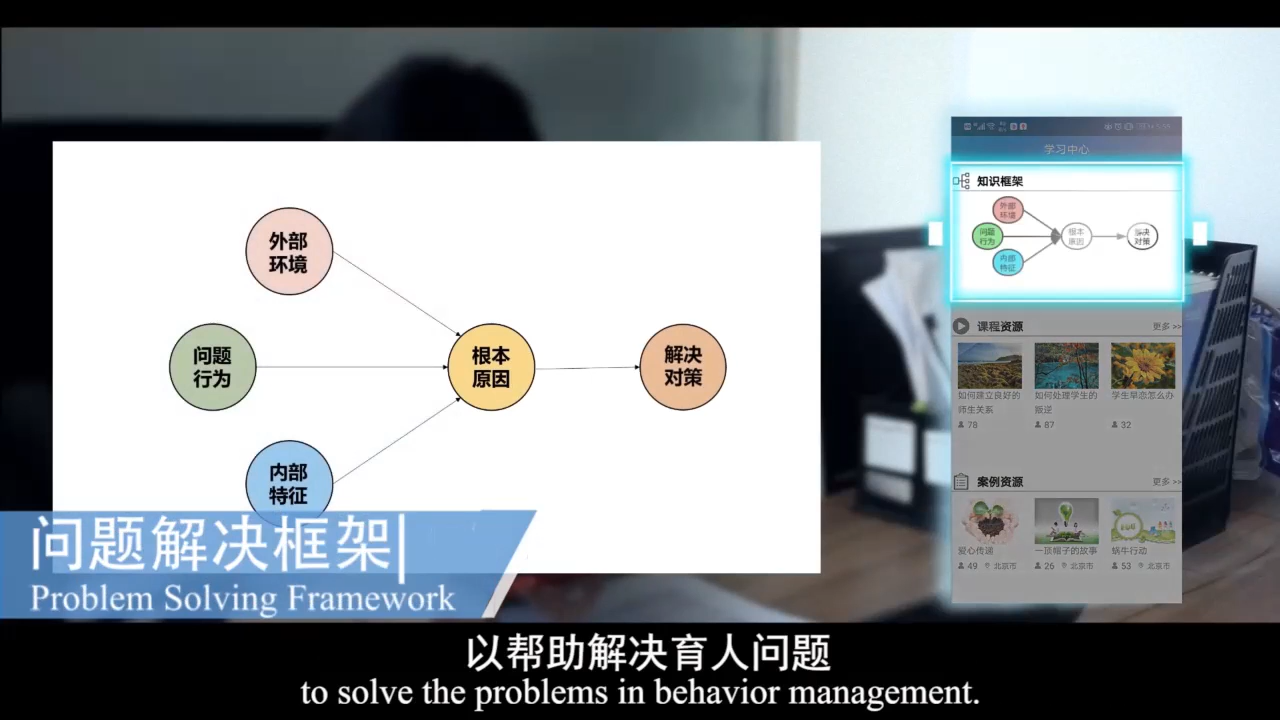 外部
环境
问题
行为
根本
原因
解决
对策
内部
特征
问题解决框架
Problem Solving Framework
学习中心
知识框架
外部
环境
问题
行为
根本
原因
解决
对策
内部
特征
课程资源 更多 >>
如何建立良好的
师生关系
78
如何处理学生的
叛逆
87
学生早恋怎么办
32
案例资源 更多 >>
爱心传递
49 北京市
一顶帽子的故事
26 北京市
蜗牛行动
53 北京市
以帮助解决育人问题
to solve the problems in behavior management.